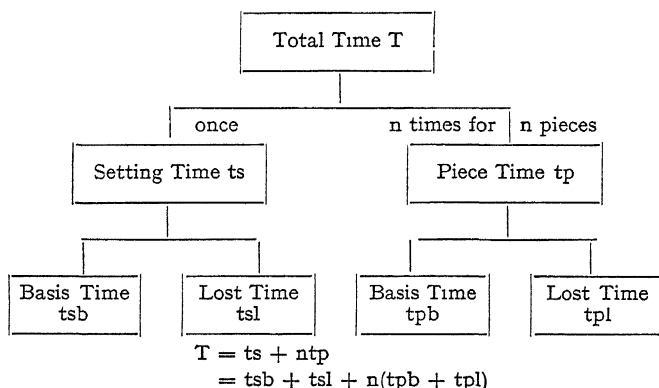 Total Time T
once n times for n pieces
Setting Time ts Piece Time tp
Basis Time Lost Time Basis Time Lost Time
tsb tsl tpb tpl
T = ts + ntp
= tsb + tsl + n(tpb + tpl)